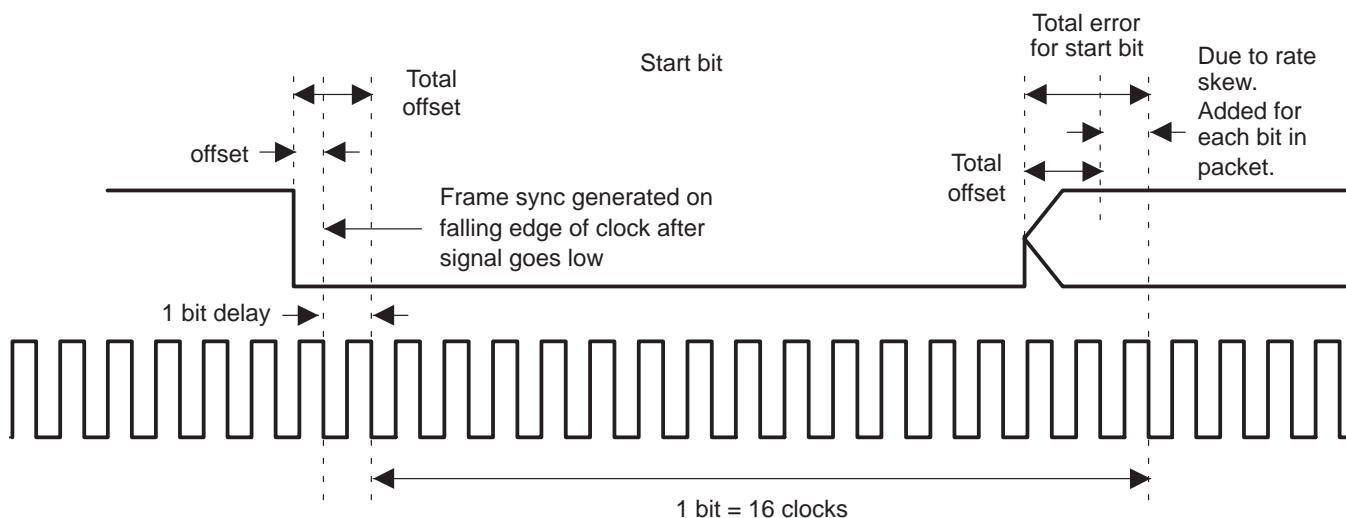 Total error
for start bit
Start bit
Due to rate
skew.
Added for
each bit in
packet.
Total
offset
offset
Total
offset
Frame sync generated on
falling edge of clock after
signal goes low
1 bit delay
1 bit = 16 clocks